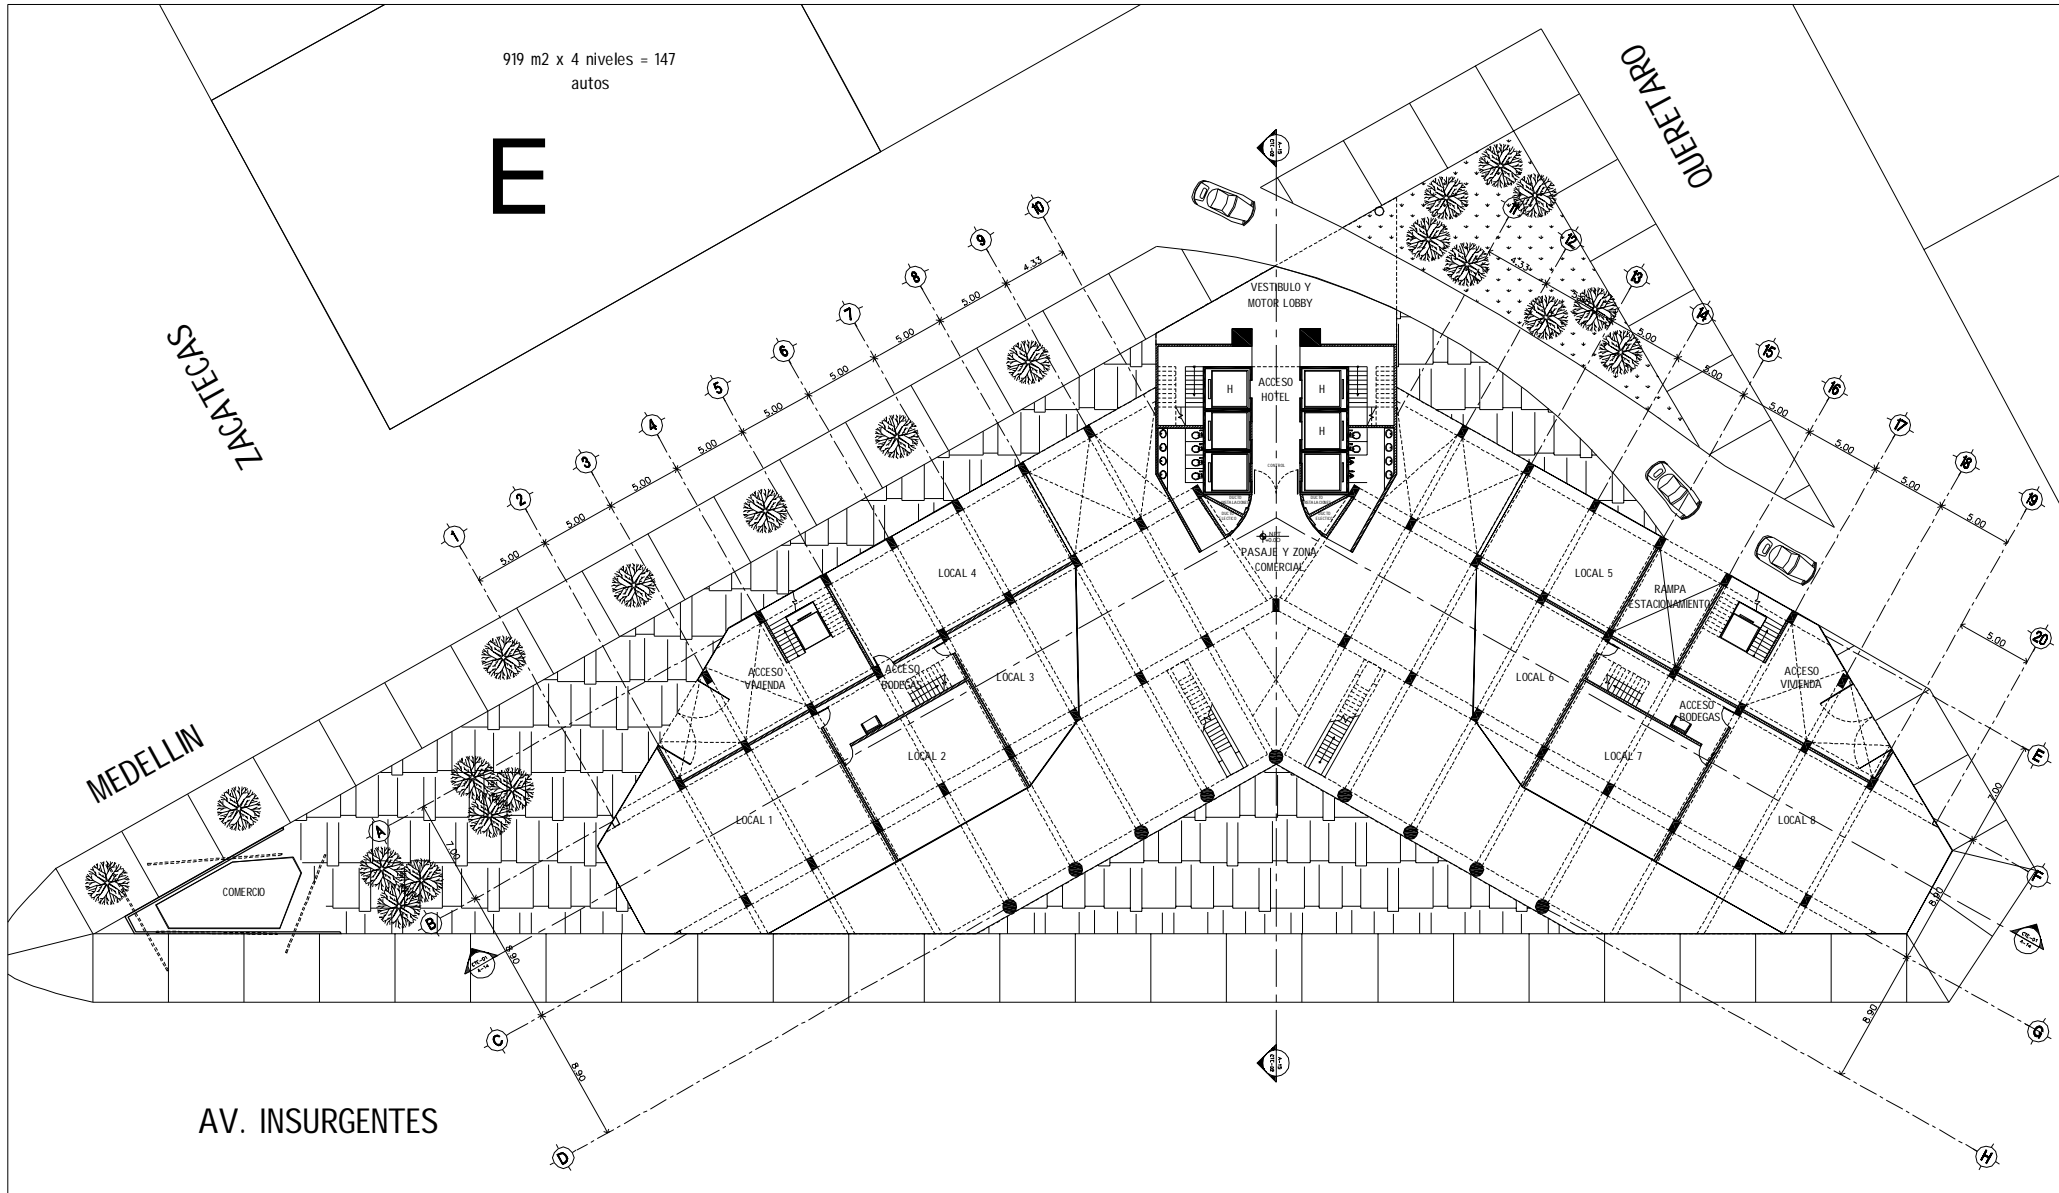 919 m2 x 4 niveles = 147
autos
E
QUERETARO
ZACATECAS
MEDELLIN
AV. INSURGENTES
1
2
3
4
5
6
7
8
9
10
11
12
13
14
15
16
17
18
19
20
A
B
C
D
E
F
G
H
5.00
5.00
5.00
5.00
5.00
5.00
5.00
5.00
4.33
4.33
5.00
5.00
5.00
5.00
5.00
5.00
5.00
7.00
8.90
8.90
7.00
8.90
8.90
VESTIBULO Y
MOTOR LOBBY
ACCESO
HOTEL
H
H
H
CONTROL
PASAJE Y ZONA
COMERCIAL
LOCAL 1
LOCAL 2
LOCAL 3
LOCAL 4
LOCAL 5
LOCAL 6
LOCAL 7
LOCAL 8
ACCESO
VIVIENDA
ACCESO
BODEGAS
RAMPA
ESTACIONAMIENTO
ACCESO
VIVIENDA
ACCESO
BODEGAS
COMERCIO